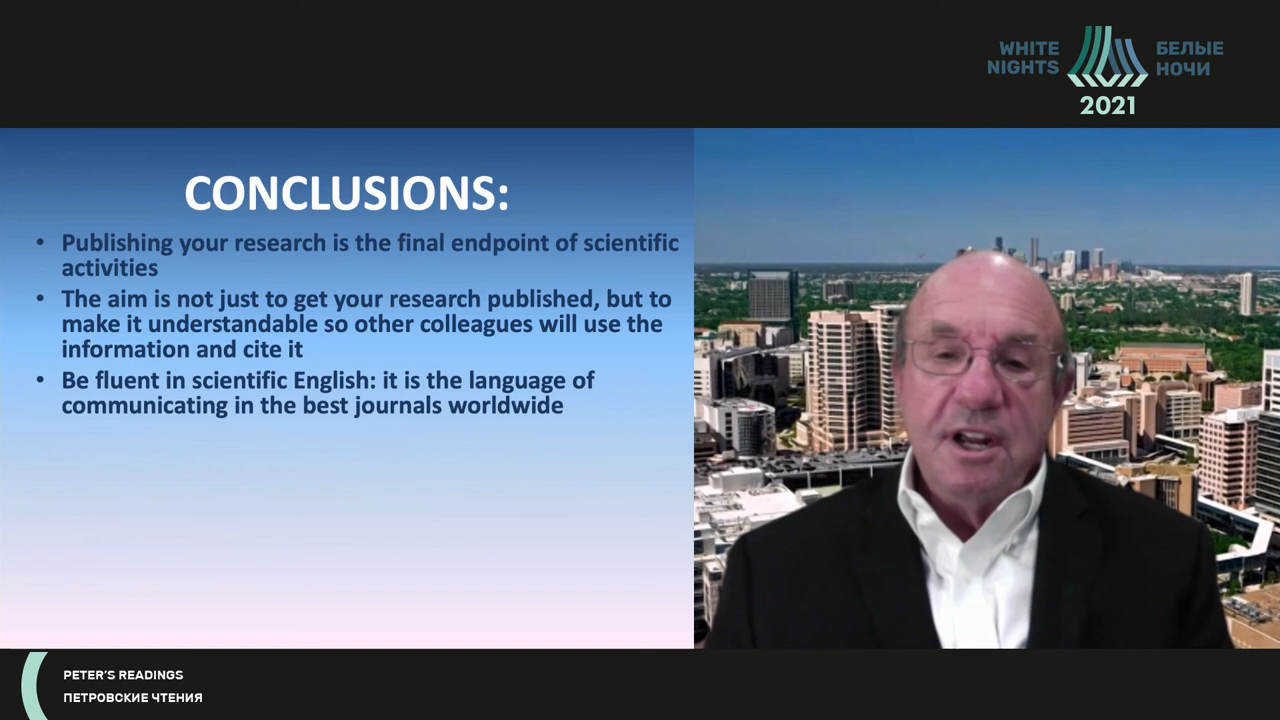 WHITE
NIGHTS
БЕЛЫЕ
НОЧИ
2021
CONCLUSIONS:
• Publishing your research is the final endpoint of scientific
activities
• The aim is not just to get your research published, but to
make it understandable so other colleagues will use the
information and cite it
• Be fluent in scientific English: it is the language of
communicating in the best journals worldwide
PETER'S READINGS
ПЕТРОВСКИЕ ЧТЕНИЯ